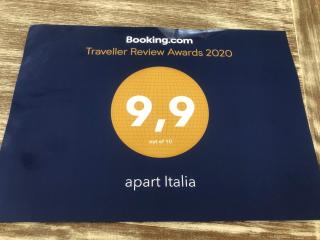 Booking.com
Traveller Review Awards 2020
9,9
out of 10
apart Italia